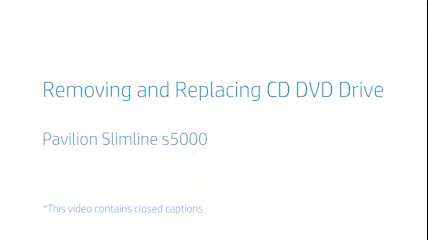 Removing and Replacing CD DVD Drive
Pavilion Slimline s5000
*This video contains closed captions